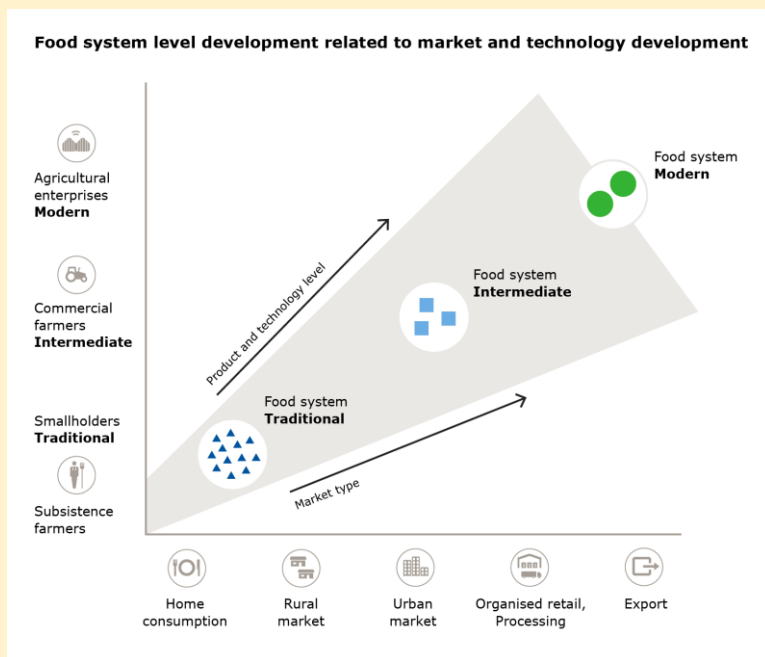 Food system level development related to market and technology development
Agricultural
enterprises
Modern
Commercial
farmers
Intermediate
Smallholders
Traditional
Subsistence
farmers
Food system
Modern
Food system
Intermediate
Food system
Traditional
Product and technology level
Market type
Home
consumption
Rural
market
Urban
market
Organised retail,
Processing
Export